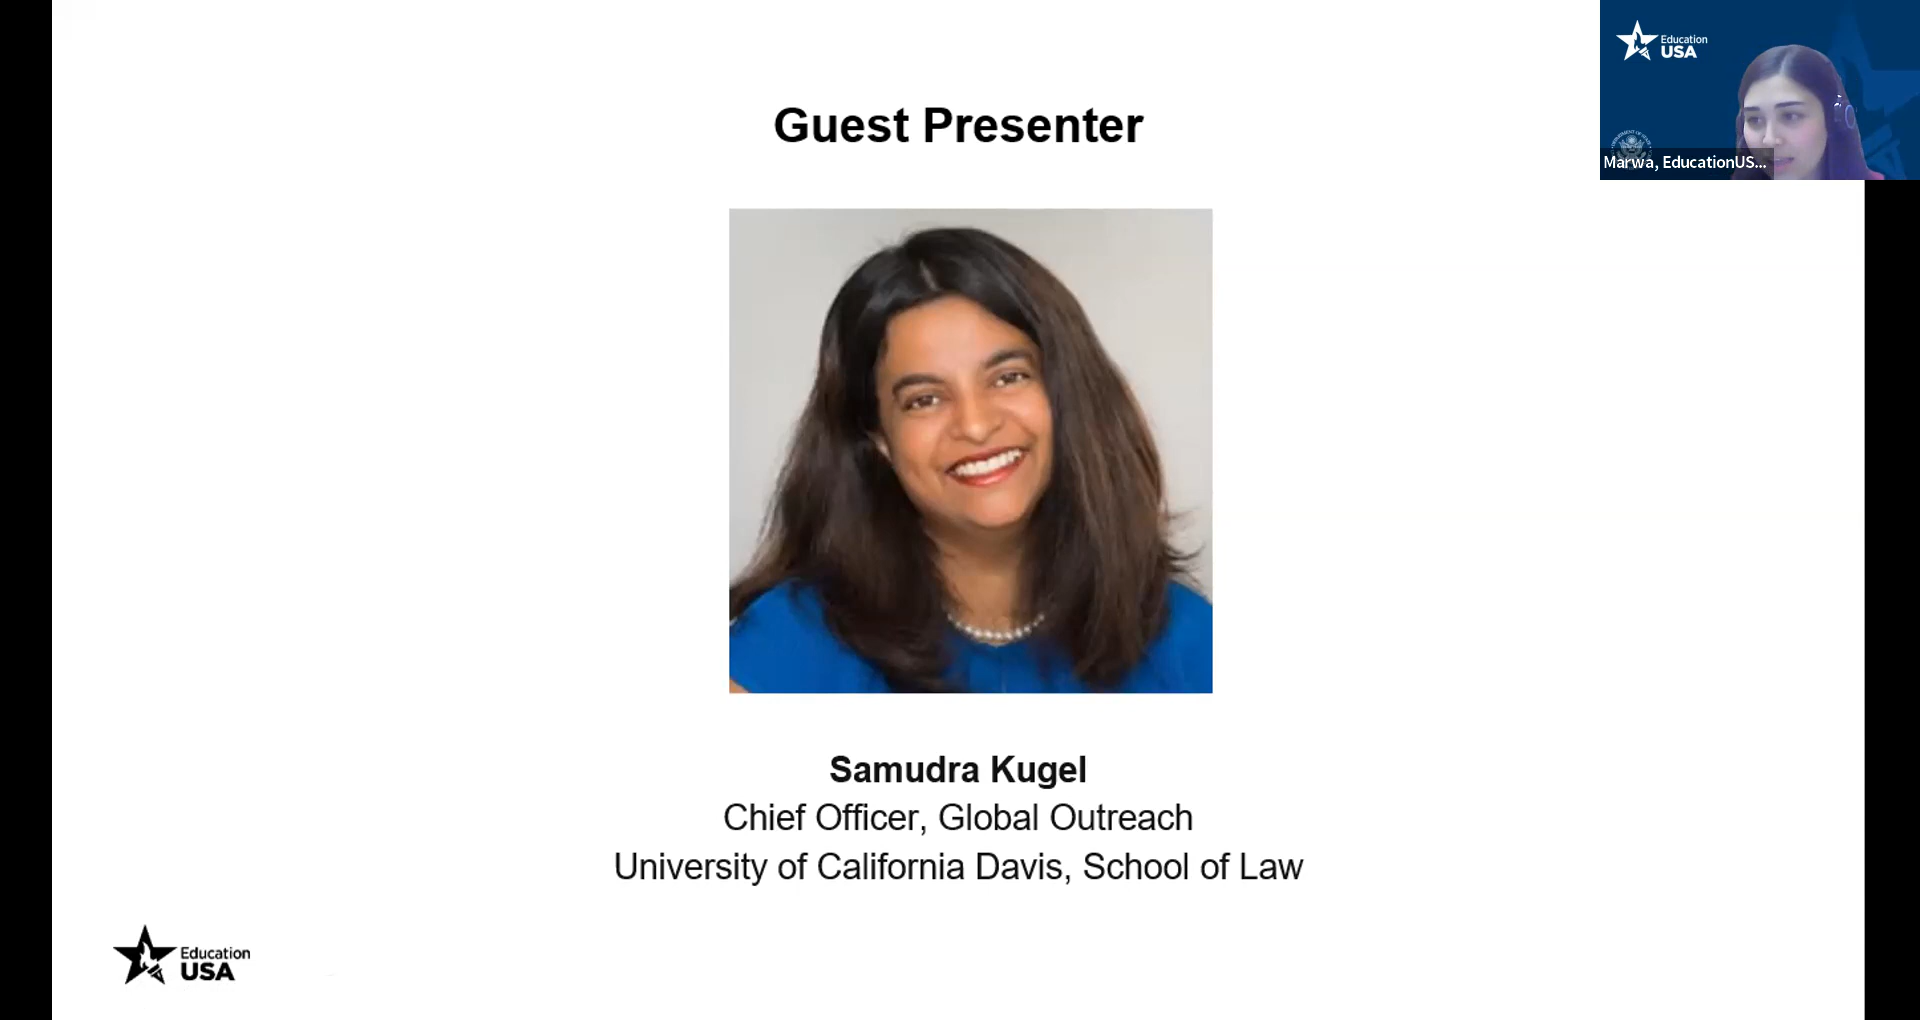 Guest Presenter
Education
USA
Marwa, EducationUS...
Samudra Kugel
Chief Officer, Global Outreach
University of California Davis, School of Law
Education
USA